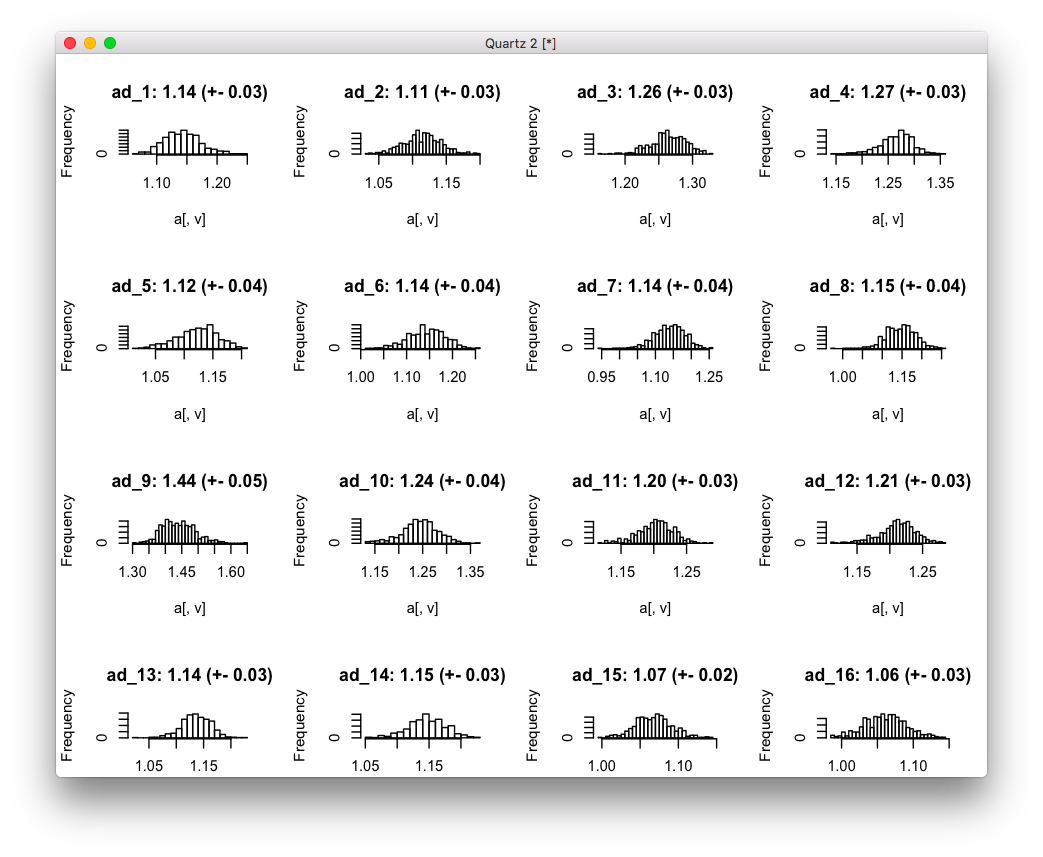 Quartz 2 [*]
ad_1: 1.14 (+- 0.03)
Frequency
0
1.10 1.20
a[, v]
ad_2: 1.11 (+- 0.03)
Frequency
0
1.05 1.15
a[, v]
ad_3: 1.26 (+- 0.03)
Frequency
0
1.20 1.30
a[, v]
ad_4: 1.27 (+- 0.03)
Frequency
0
1.15 1.25 1.35
a[, v]
ad_5: 1.12 (+- 0.04)
Frequency
0
1.05 1.15
a[, v]
ad_6: 1.14 (+- 0.04)
Frequency
0
1.00 1.10 1.20
a[, v]
ad_7: 1.14 (+- 0.04)
Frequency
0
0.95 1.10 1.25
a[, v]
ad_8: 1.15 (+- 0.04)
Frequency
0
1.00 1.15
a[, v]
ad_9: 1.44 (+- 0.05)
Frequency
0
1.30 1.45 1.60
a[, v]
ad_10: 1.24 (+- 0.04)
Frequency
0
1.15 1.25 1.35
a[, v]
ad_11: 1.20 (+- 0.03)
Frequency
0
1.15 1.25
a[, v]
ad_12: 1.21 (+- 0.03)
Frequency
0
1.15 1.25
a[, v]
ad_13: 1.14 (+- 0.03)
Frequency
0
1.05 1.15
ad_14: 1.15 (+- 0.03)
Frequency
0
1.05 1.15
ad_15: 1.07 (+- 0.02)
Frequency
0
1.00 1.10
ad_16: 1.06 (+- 0.03)
Frequency
0
1.00 1.10